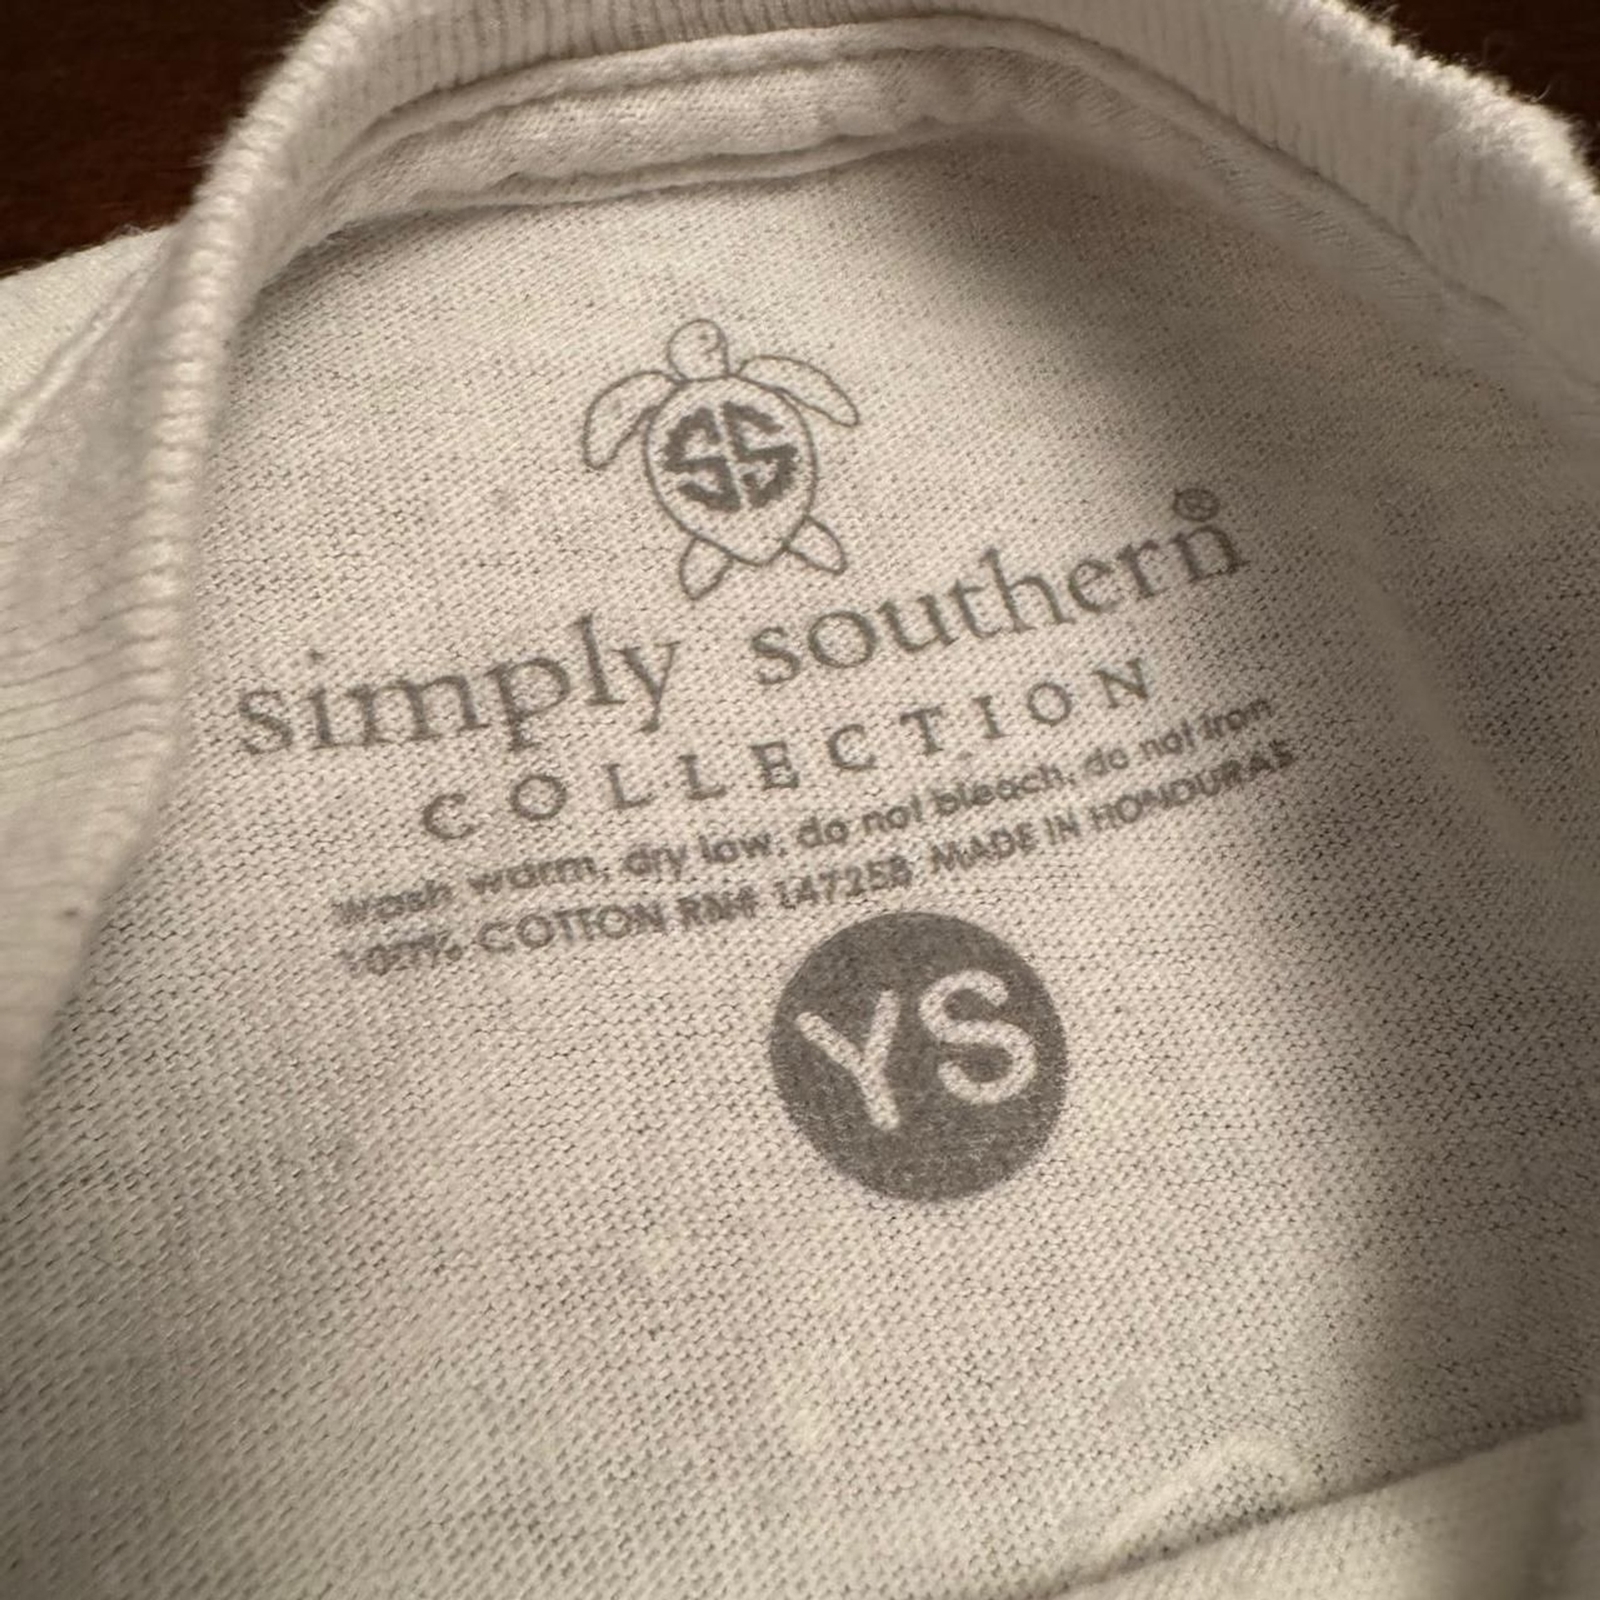 SS
simply southern®
COLLECTION
wash warm, dry low, do not bleach, do not iron
100% COTTON RN# 147258 MADE IN HONDURAS
YS